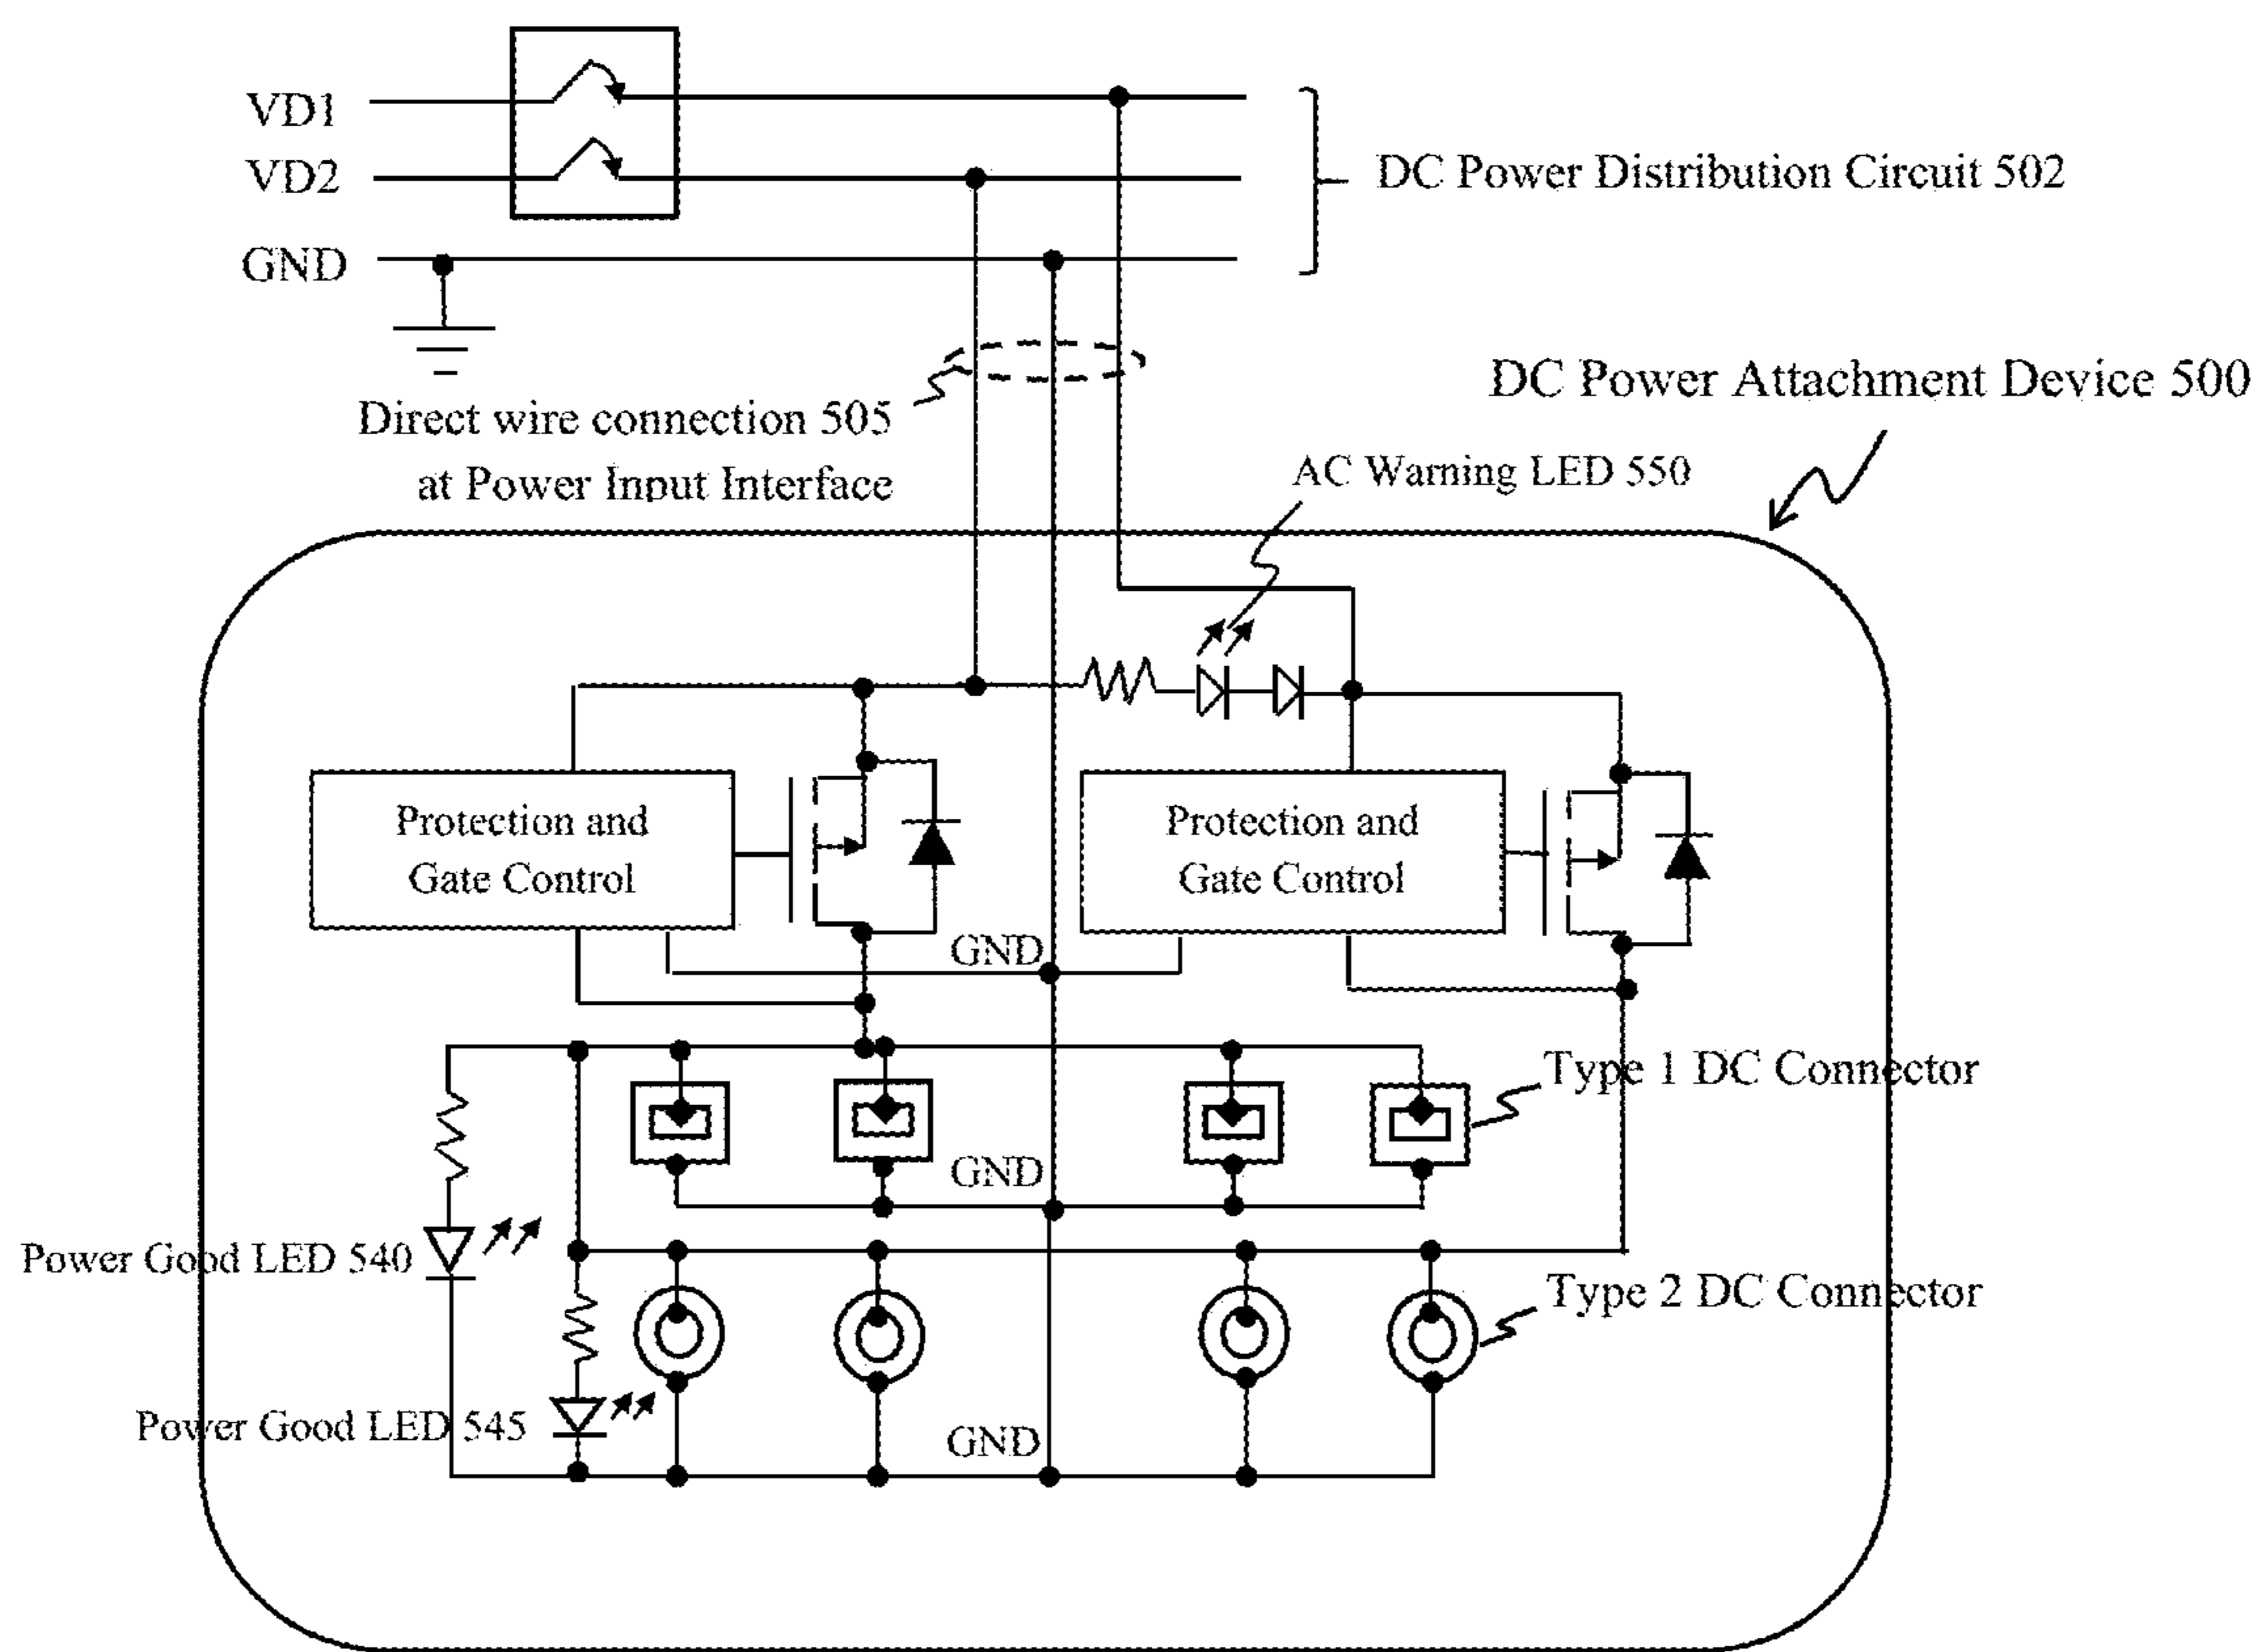 VD1
VD2
GND
DC Power Distribution Circuit 502
DC Power Attachment Device 500
Direct wire connection 505
at Power Input Interface
AC Warning LED 550
Protection and
Gate Control
Protection and
Gate Control
GND
Type 1 DC Connector
GND
Power Good LED 540
Type 2 DC Connector
Power Good LED 545
GND